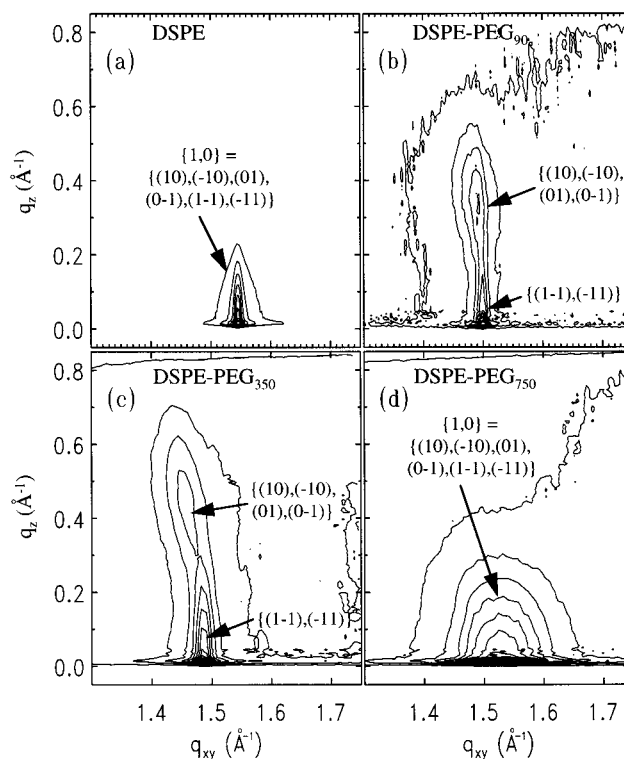 DSPE
(a)
{1,0} =
{(10),(-10),(01),
(0-1),(1-1),(-11)}
DSPE-PEG90
(b)
{(10),(-10),
(01),(0-1)}
{(1-1),(-11)}
0.8
0.6
0.4
0.2
0.0
q_z (Å-1)
DSPE-PEG350
(c)
{(10),(-10),
(01),(0-1)}
{(1-1),(-11)}
DSPE-PEG750
(d)
{1,0} =
{(10),(-10),(01),
(0-1),(1-1),(-11)}
0.8
0.6
0.4
0.2
0.0
q_z (Å-1)
1.4 1.5 1.6 1.7
1.4 1.5 1.6 1.7
q_xy (Å-1)
q_xy (Å-1)